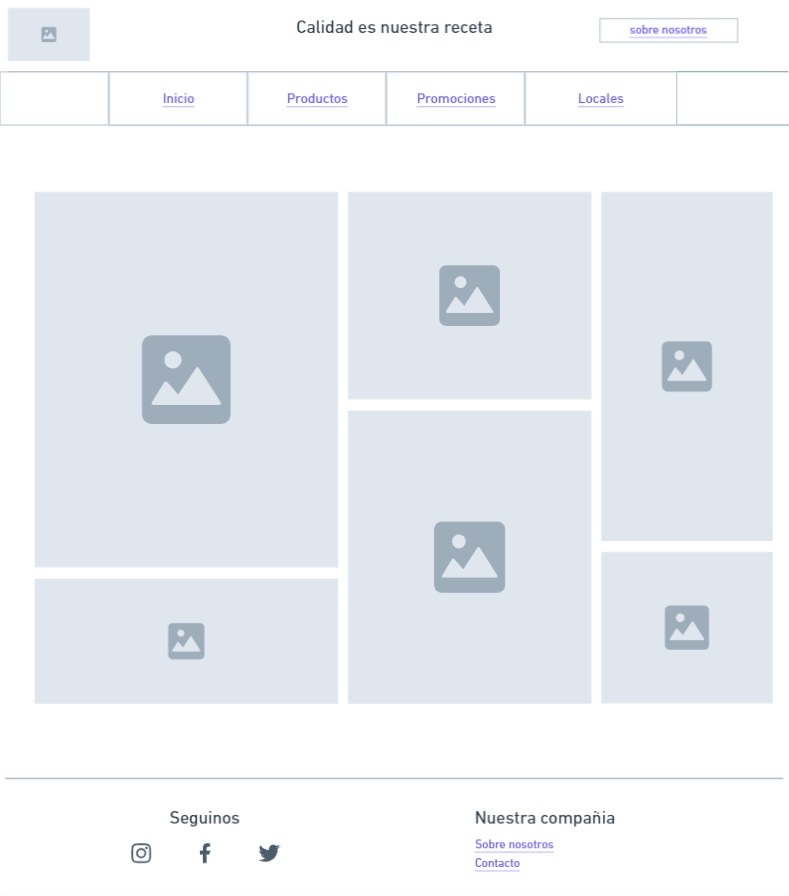 Calidad es nuestra receta
sobre nosotros
Inicio
Productos
Promociones
Locales
Seguinos
Nuestra compañia
Sobre nosotros
Contacto